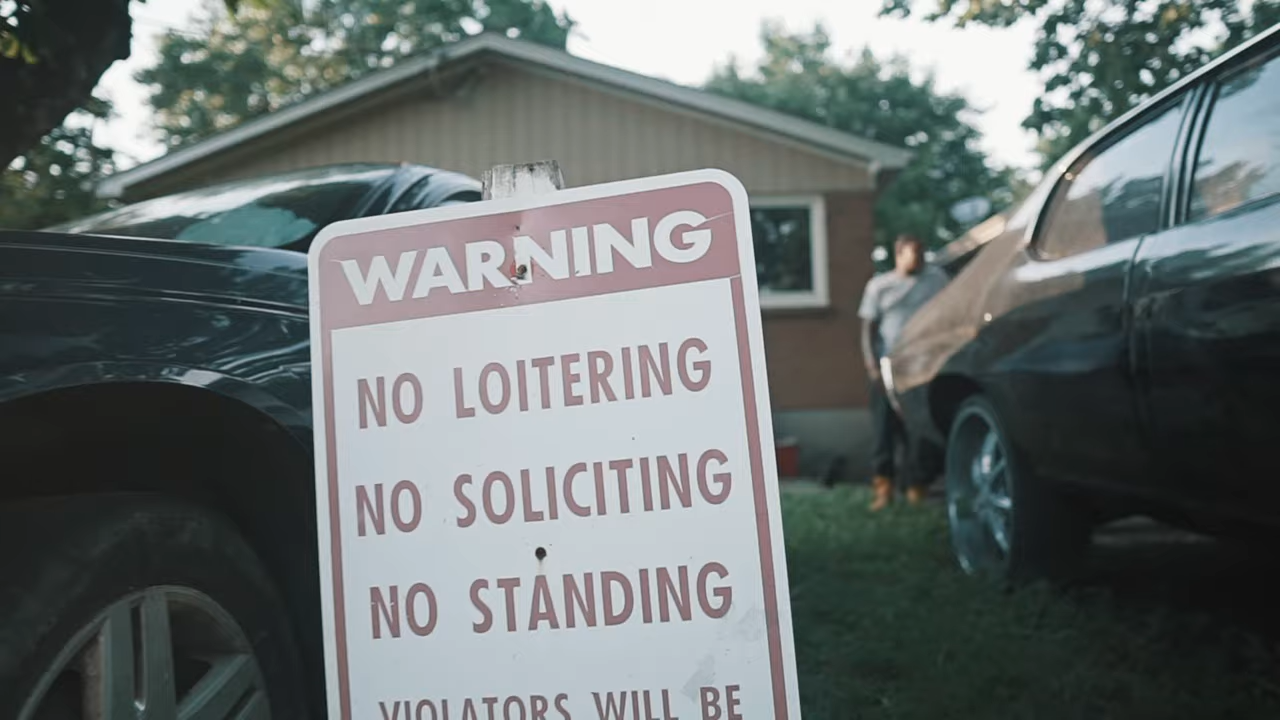 WARNING
NO LOITERING
NO SOLICITING
NO STANDING
VIOLATORS WILL BE